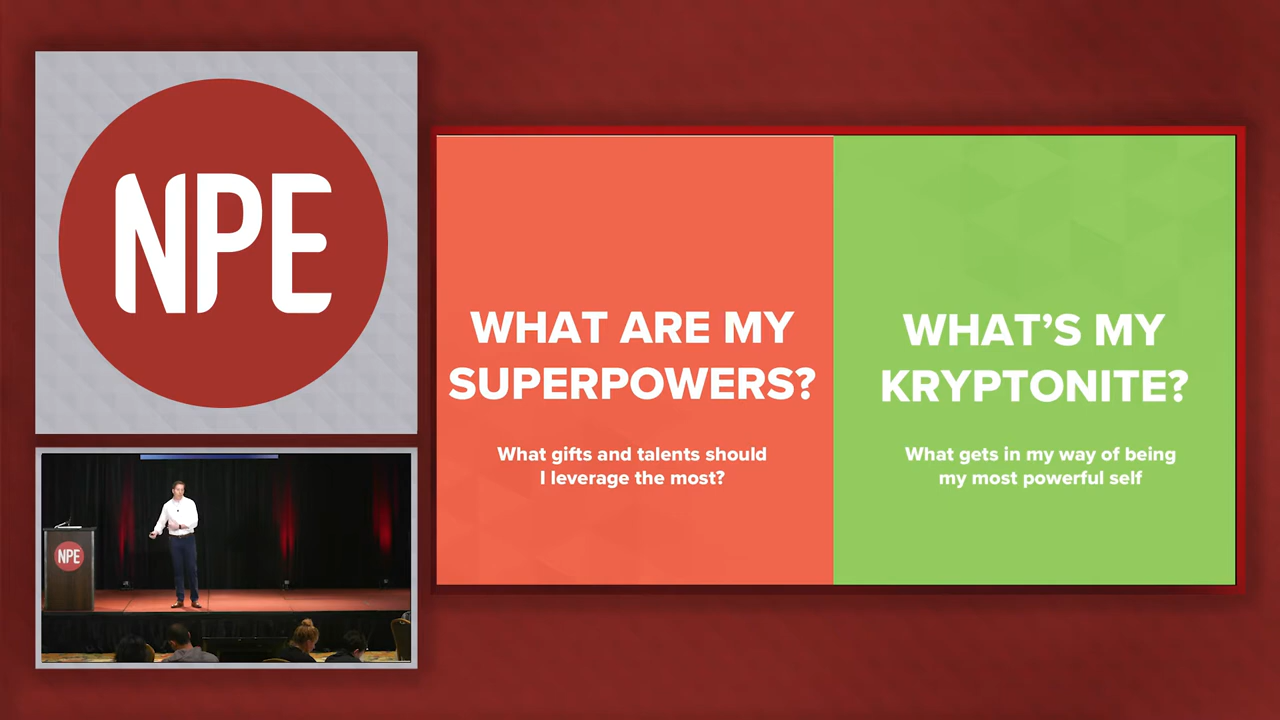 NPE
NPE
WHAT ARE MY
SUPERPOWERS?
What gifts and talents should
I leverage the most?
WHAT'S MY
KRYPTONITE?
What gets in my way of being
my most powerful self